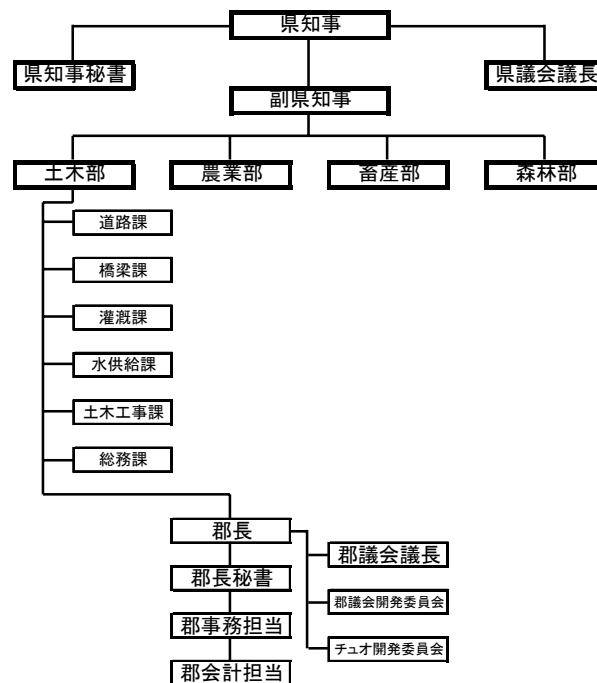 県知事
県知事秘書
県議会議長
副県知事
土木部
農業部
畜産部
森林部
道路課
橋梁課
灌漑課
水供給課
土木工事課
総務課
郡長
郡議会議長
郡長秘書
郡議会開発委員会
郡事務担当
チュオ開発委員会
郡会計担当